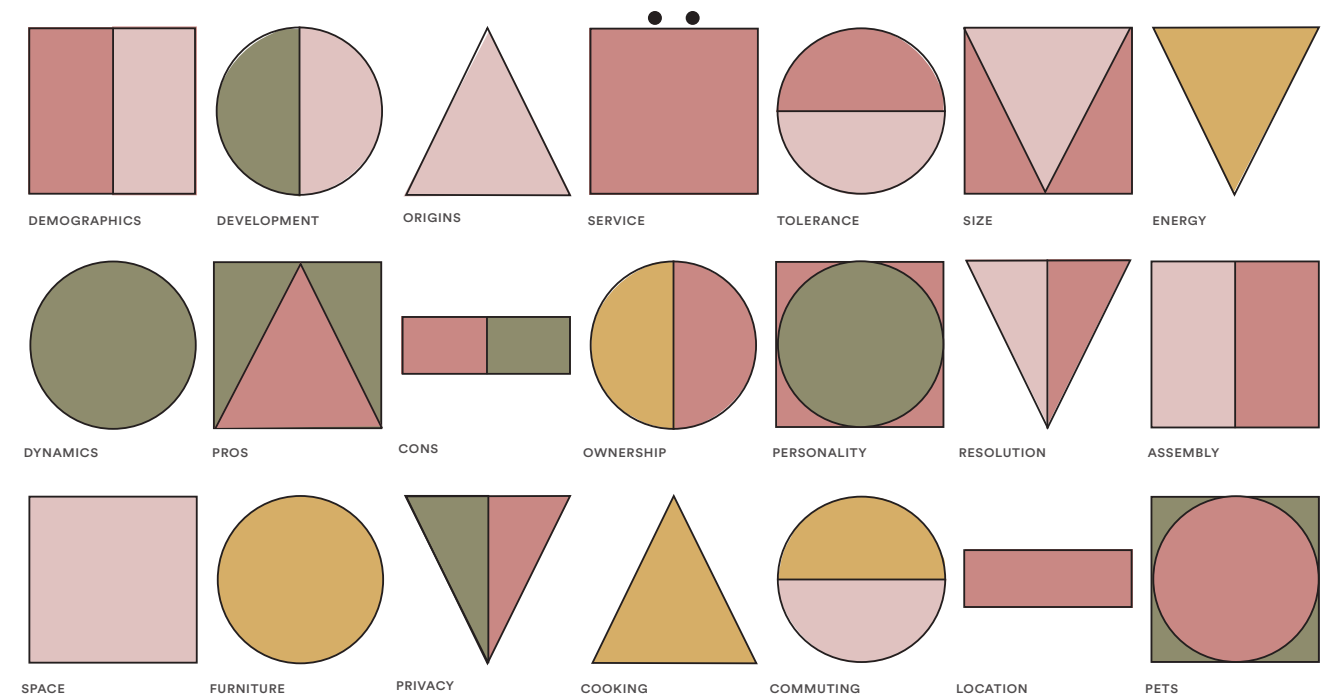 DEMOGRAPHICS
DEVELOPMENT
ORIGINS
SERVICE
TOLERANCE
SIZE
ENERGY
DYNAMICS
PROS
CONS
OWNERSHIP
PERSONALITY
RESOLUTION
ASSEMBLY
SPACE
FURNITURE
PRIVACY
COOKING
COMMUTING
LOCATION
PETS